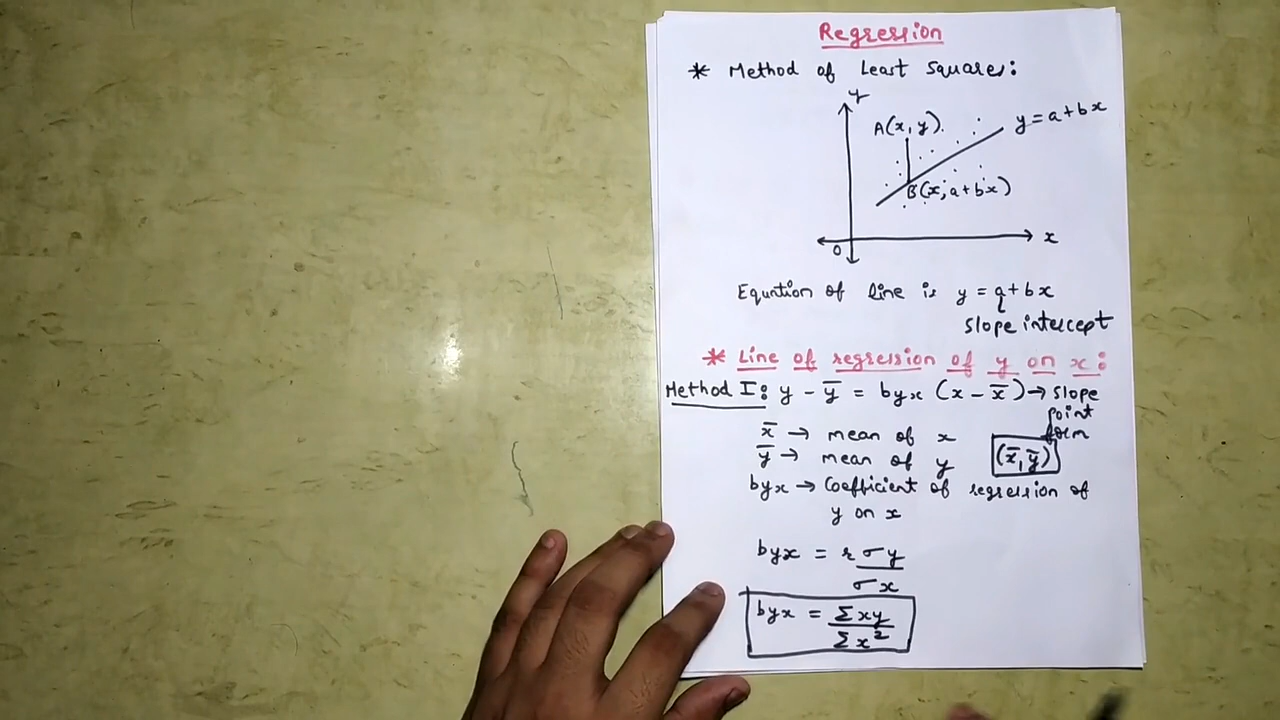 Regression
* Method of Least Square:
y
A(x, y)
y = a + bx
B(x, a + bx)
0
x
Equntion of line is y = a + bx
slope intercept
* Line of regression of y on x:
Method I: y - ȳ = byx (x - x̄) → slope point form
x̄ → mean of x
(x̄, ȳ)
ȳ → mean of y
byx → Coefficient of regression of
y on x
byx = r σy / σx
byx = Σxy / Σx²